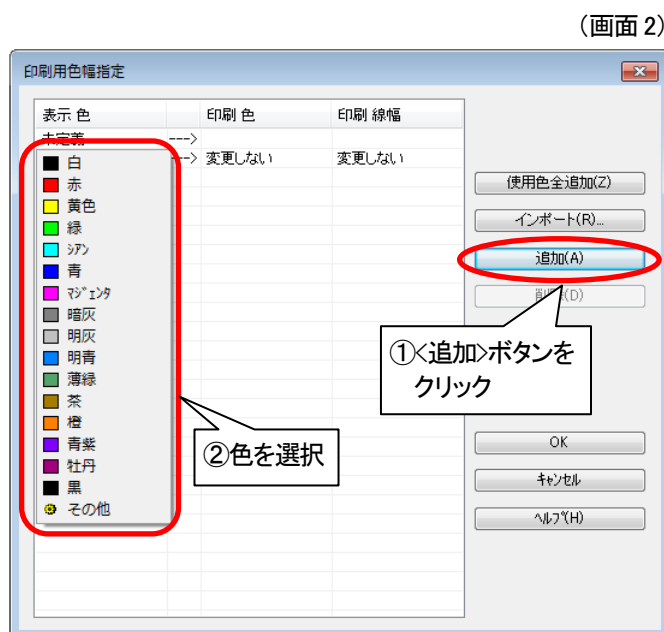 (画面 2)
印刷用色幅指定
表示 色 印刷 色 印刷 線幅
未定義 --->
---> 変更しない 変更しない
白
赤
黄色
緑
ｼｱﾝ
青
ﾏｼﾞｪﾝﾀ
暗灰
明灰
明青
薄緑
茶
橙
青紫
牡丹
黒
その他
使用色全追加(Z)
インポート(R)...
追加(A)
削除(D)
①<追加>ボタンを
クリック
②色を選択
OK
ｷｬﾝｾﾙ
ﾍﾙﾌﾟ(H)